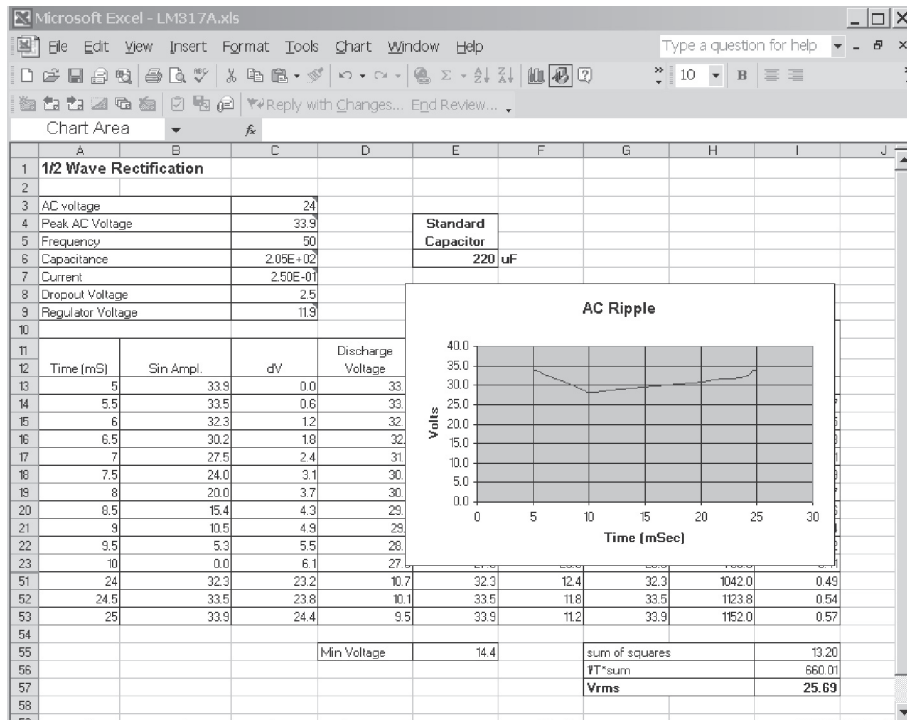 Microsoft Excel - LM317A.xls
File Edit View Insert Format Tools Chart Window Help Type a question for help
10 B
Reply with Changes... End Review...
Chart Area fx
A B C D E F G H I J
1 1/2 Wave Rectification
2
3 AC voltage 24
4 Peak AC Voltage 33.9 Standard
5 Frequency 50 Capacitor
6 Capacitance 2.05E+02 220 uF
7 Current 2.50E-01
8 Dropout Voltage 2.5
9 Regulator Voltage 11.9
10
11 Discharge
12 Time (mS) Sin Ampl. dV Voltage
13 5 33.9 0.0 33.
14 5.5 33.5 0.6 33.
15 6 32.3 1.2 32.
16 6.5 30.2 1.8 32.
17 7 27.5 2.4 31.
18 7.5 24.0 3.1 30.
19 8 20.0 3.7 30.
20 8.5 15.4 4.3 29.
21 9 10.5 4.9 29.
22 9.5 5.3 5.5 28.
23 10 0.0 6.1 27.
AC Ripple
Volts
40.0
35.0
30.0
25.0
20.0
15.0
10.0
5.0
0.0
0 5 10 15 20 25 30
Time (mSec)
51 24 32.3 23.2 10.7 32.3 12.4 32.3 1042.0 0.49
52 24.5 33.5 23.8 10.1 33.5 11.8 33.5 1123.8 0.54
53 25 33.9 24.4 9.5 33.9 11.2 33.9 1152.0 0.57
54
55 Min Voltage 14.4 sum of squares 13.20
56 1/T*sum 660.01
57 Vrms 25.69
58